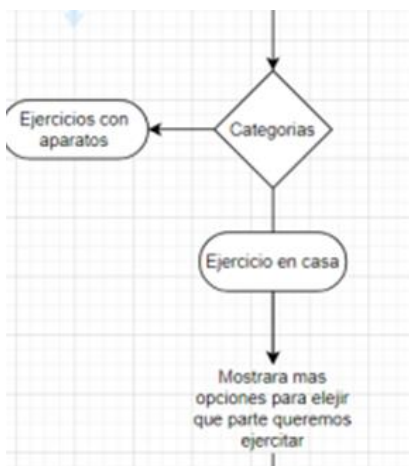 Ejercicios con
aparatos
Categorias
Ejercicio en casa
Mostrara mas
opciones para elejir
que parte queremos
ejercitar